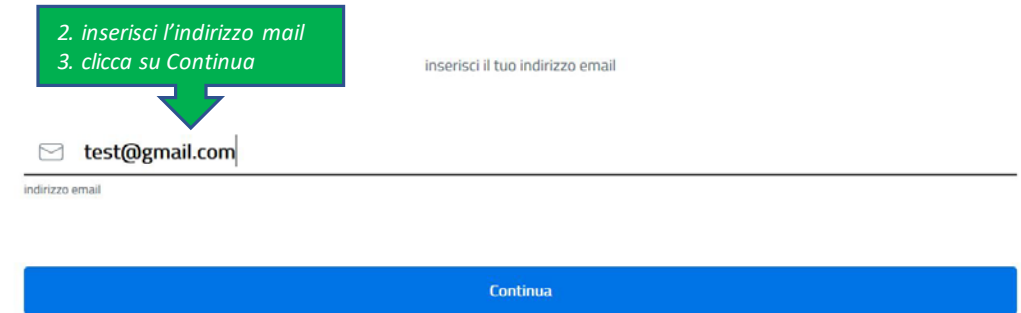 2. inserisci l'indirizzo mail
3. clicca su Continua
inserisci il tuo indirizzo email
test@gmail.com
indirizzo email
Continua